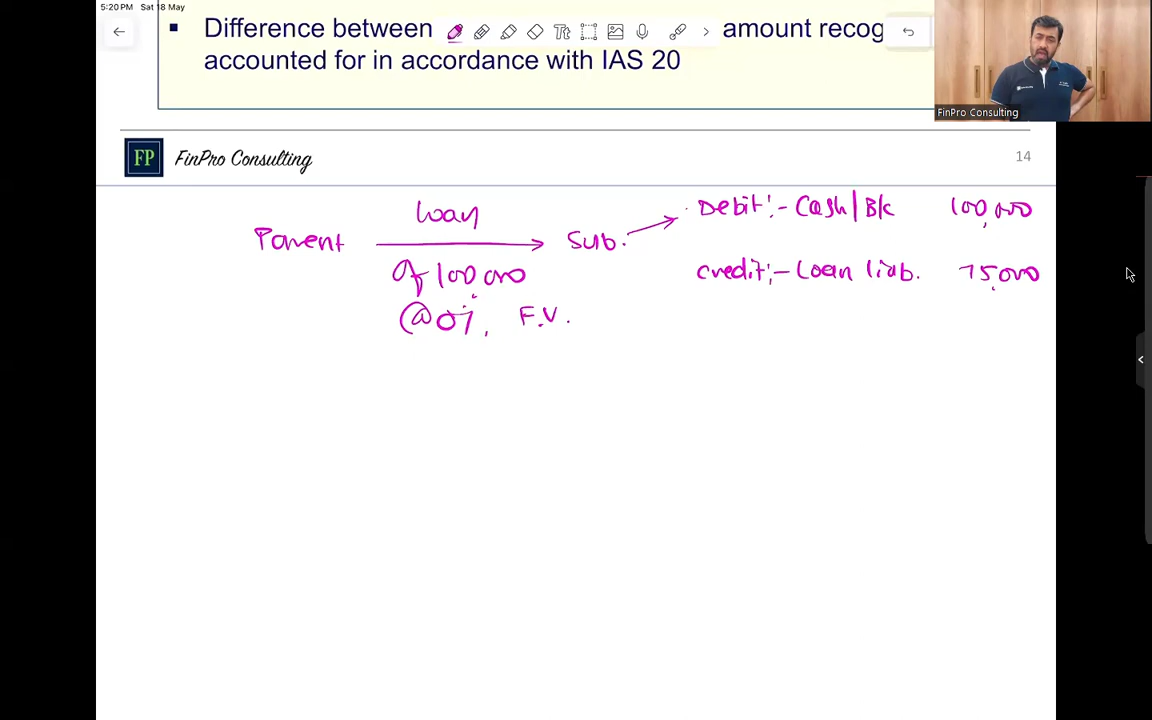 5:20 PM Sat 18 May
▪ Difference between
amount recog
accounted for in accordance with IAS 20
FinPro Consulting
FP FinPro Consulting
14
Parent
loan
of 100,000
@0%, F.V.
Sub.
Debit:- Cash/Bk 100,000
Credit:- Loan liab. 75,000
Tt